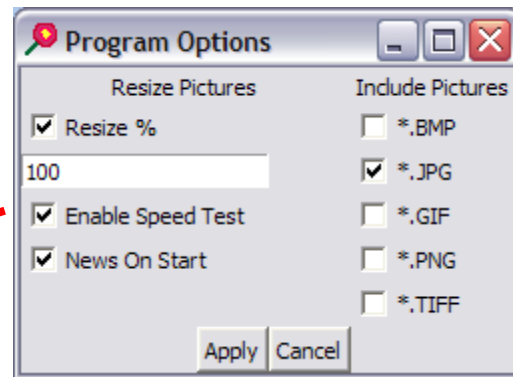 Program Options
Resize Pictures
Resize %
100
Enable Speed Test
News On Start
Include Pictures
*.BMP
*.JPG
*.GIF
*.PNG
*.TIFF
Apply Cancel